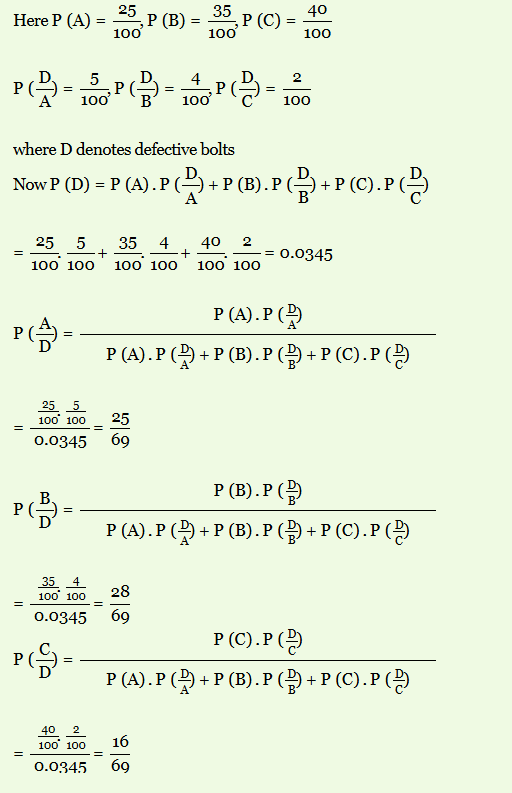 Here P (A) = 25/100, P (B) = 35/100, P (C) = 40/100
P (D/A) = 5/100, P (D/B) = 4/100, P (D/C) = 2/100
where D denotes defective bolts
Now P (D) = P (A) . P (D/A) + P (B) . P (D/B) + P (C) . P (D/C)
= 25/100 . 5/100 + 35/100 . 4/100 + 40/100 . 2/100 = 0.0345
P (A/D) = P (A) . P (D/A) / P (A) . P (D/A) + P (B) . P (D/B) + P (C) . P (D/C)
= 25/100 . 5/100 / 0.0345 = 25/69
P (B/D) = P (B) . P (D/B) / P (A) . P (D/A) + P (B) . P (D/B) + P (C) . P (D/C)
= 35/100 . 4/100 / 0.0345 = 28/69
P (C/D) = P (C) . P (D/C) / P (A) . P (D/A) + P (B) . P (D/B) + P (C) . P (D/C)
= 40/100 . 2/100 / 0.0345 = 16/69